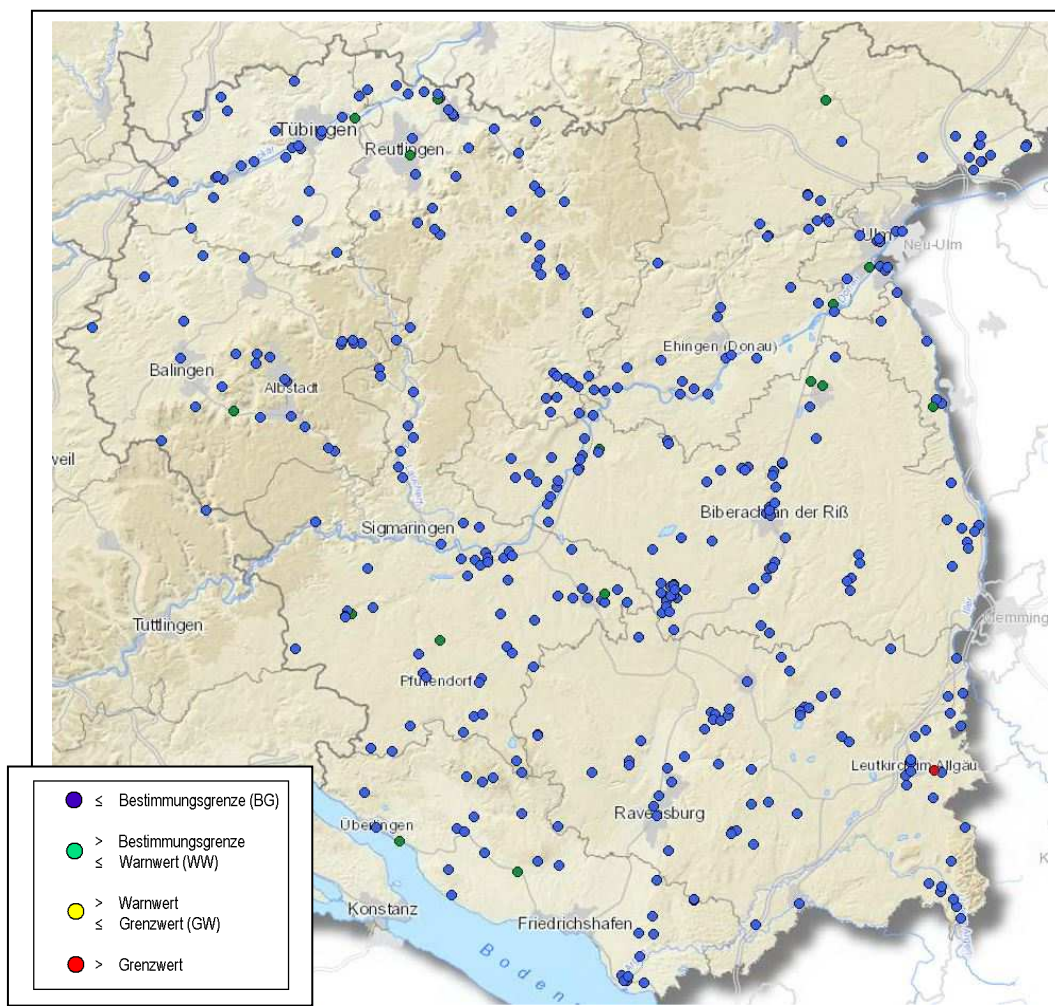 Tübingen
Reutlingen
Ulm
Neu-Ulm
Ehingen (Donau)
Balingen
Albstadt
weil
Sigmaringen
Biberach an der Riß
Tuttlingen
Memming
Iller
Pfullendorf
Leutkirch im Allgäu
Ravensburg
Überlingen
Konstanz
Friedrichshafen
Boden
≤ Bestimmungsgrenze (BG)
> Bestimmungsgrenze
≤ Warnwert (WW)
> Warnwert
≤ Grenzwert (GW)
> Grenzwert